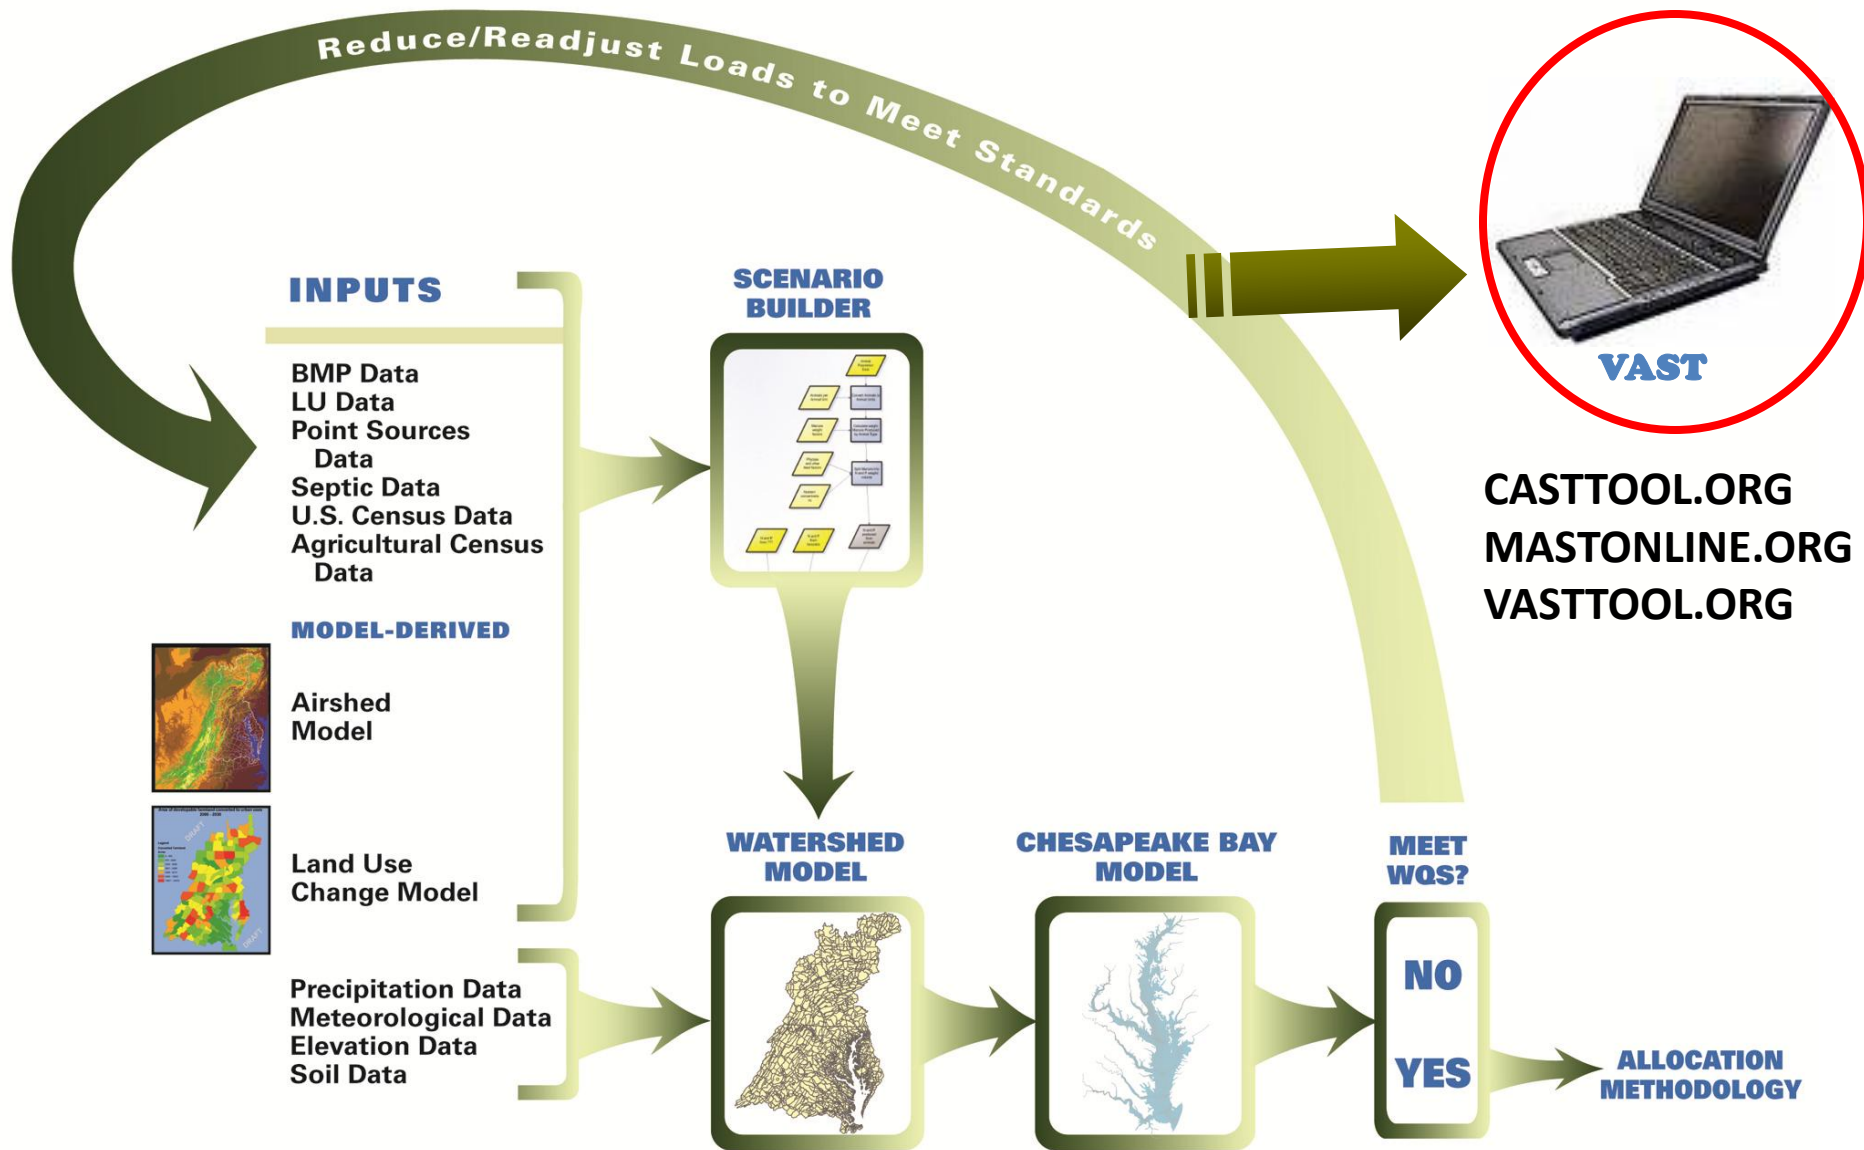 Reduce/Readjust Loads to Meet Standards
INPUTS
BMP Data
LU Data
Point Sources
Data
Septic Data
U.S. Census Data
Agricultural Census
Data
MODEL-DERIVED
Airshed
Model
Land Use
Change Model
Precipitation Data
Meteorological Data
Elevation Data
Soil Data
SCENARIO
BUILDER
WATERSHED
MODEL
CHESAPEAKE BAY
MODEL
MEET
WQS?
NO
YES
ALLOCATION
METHODOLOGY
VAST
CASTTOOL.ORG
MASTONLINE.ORG
VASTTOOL.ORG
DRAFT
DRAFT